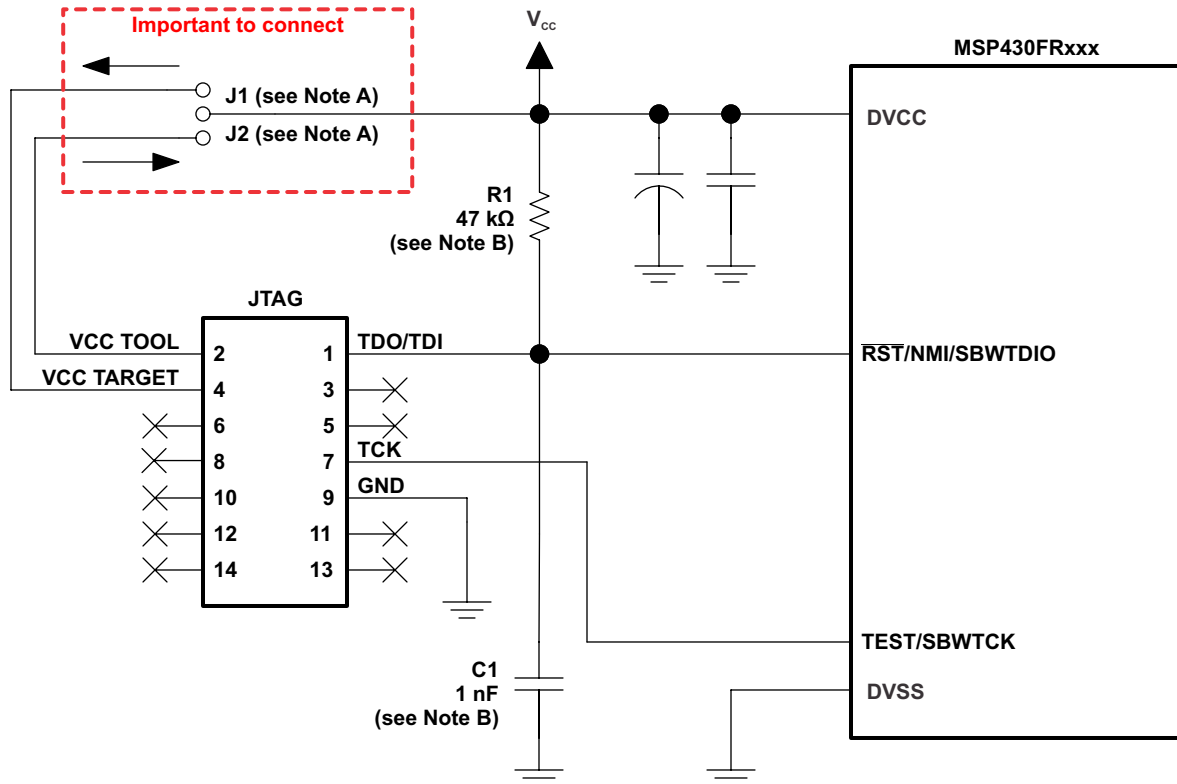 Important to connect
V_CC
MSP430FRxxx
J1 (see Note A)
J2 (see Note A)
DVCC
R1
47 kΩ
(see Note B)
JTAG
VCC TOOL
2
1
TDO/TDI
R̅S̅T̅/NMI/SBWTDIO
VCC TARGET
4
3
6
5
8
7
TCK
10
9
GND
12
11
14
13
TEST/SBWTCK
C1
1 nF
(see Note B)
DVSS